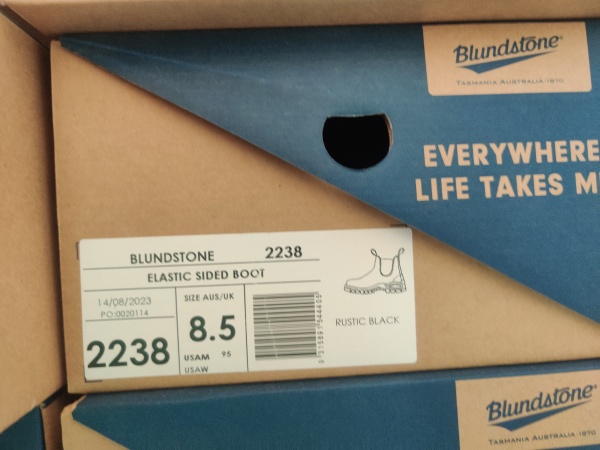 Blundstone
TASMANIA AUSTRALIA·1870
EVERYWHERE
LIFE TAKES M
BLUNDSTONE 2238
ELASTIC SIDED BOOT
14/08/2023
PO:0020114
2238
SIZE AUS/UK
8.5
USAM 95
USAW
RUSTIC BLACK
Blundstone
TASMANIA AUSTRALIA·1870